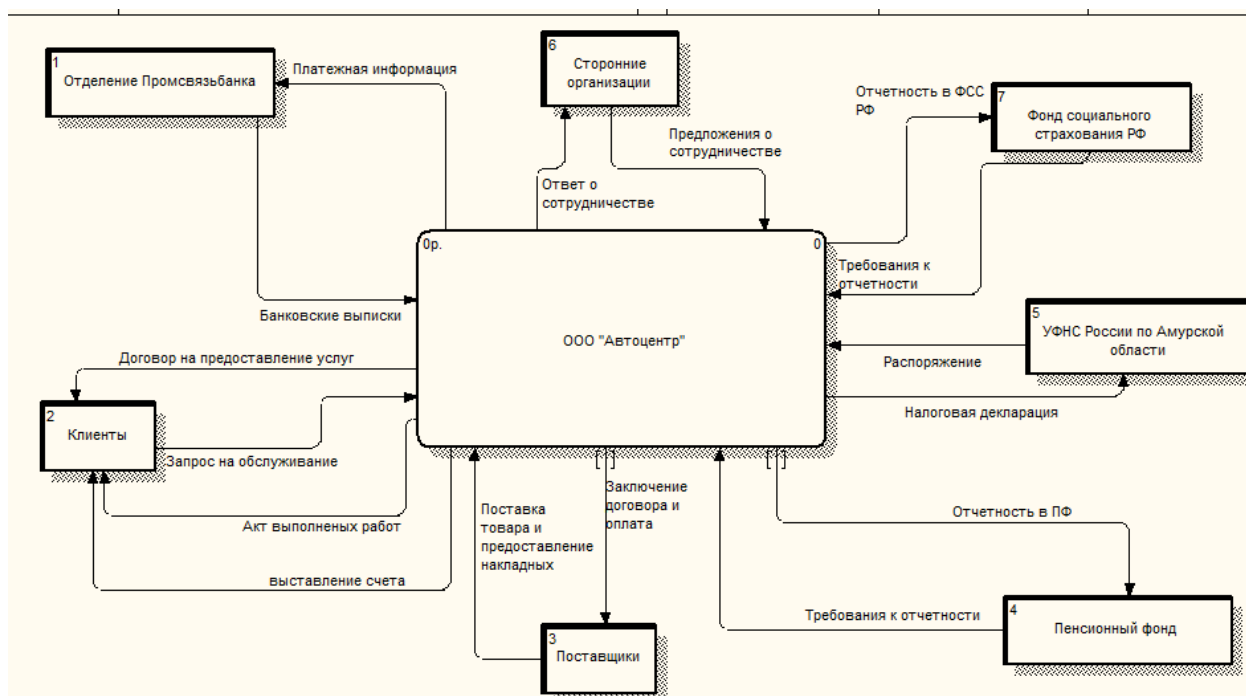 1
Отделение Промсвязьбанка
Платежная информация
6
Сторонние
организации
Отчетность в ФСС
РФ
7
Фонд социального
страхования РФ
Предложения о
сотрудничестве
Ответ о
сотрудничестве
0р.
0
ООО "Автоцентр"
Требования к
отчетности
Банковские выписки
5
УФНС России по Амурской
области
Распоряжение
Договор на предоставление услуг
2
Клиенты
Запрос на обслуживание
Налоговая декларация
Акт выполненых работ
выставление счета
Поставка
товара и
предоставление
накладных
Заключение
договора и
оплата
Отчетность в ПФ
3
Поставщики
Требования к отчетности
4
Пенсионный фонд